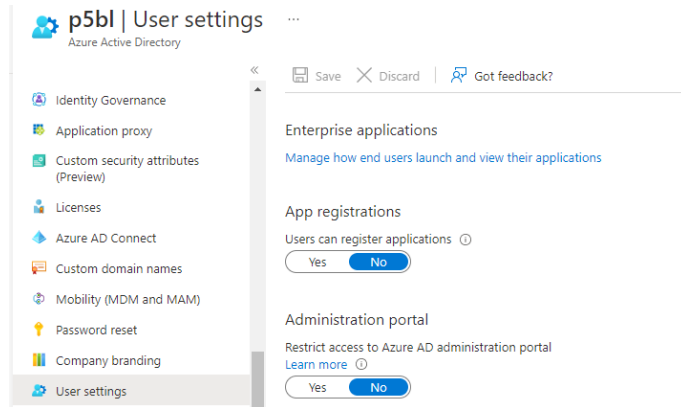 p5bl | User settings
...
Azure Active Directory
«
Identity Governance
Application proxy
Custom security attributes
(Preview)
Licenses
Azure AD Connect
Custom domain names
Mobility (MDM and MAM)
Password reset
Company branding
User settings
Save Discard Got feedback?
Enterprise applications
Manage how end users launch and view their applications
App registrations
Users can register applications
Yes No
Administration portal
Restrict access to Azure AD administration portal
Learn more
Yes No